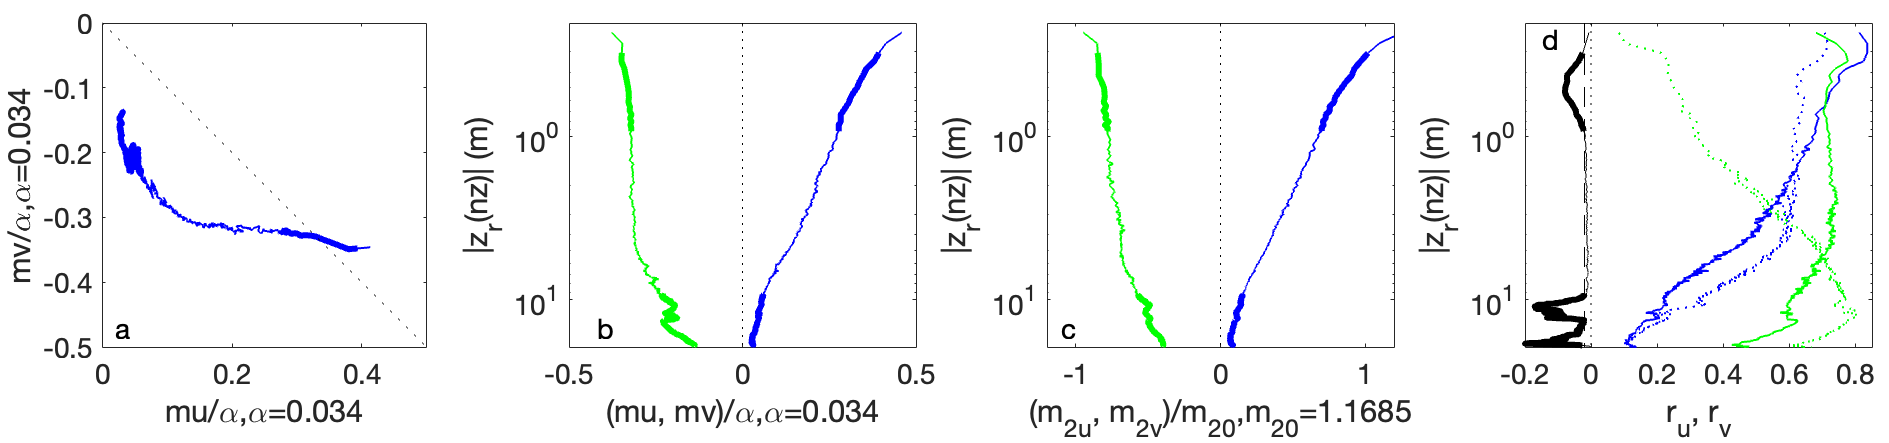 0
-0.1
-0.2
-0.3
-0.4
-0.5
0
0.2
0.4
mv/α,α=0.034
mu/α,α=0.034
a
10^0
10^1
-0.5
0
0.5
|z_r(nz)| (m)
(mu, mv)/α,α=0.034
b
10^0
10^1
-1
0
1
|z_r(nz)| (m)
(m_2u, m_2v)/m_20,m_20=1.1685
c
10^0
10^1
-0.2
0
0.2
0.4
0.6
0.8
|z_r(nz)| (m)
r_u, r_v
d